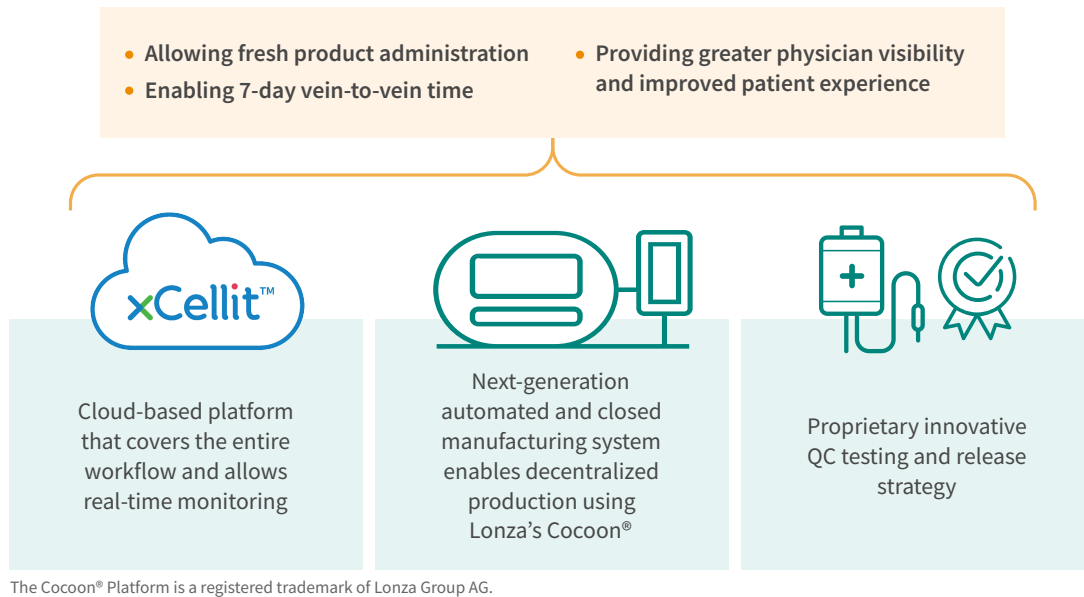 • Allowing fresh product administration
• Enabling 7-day vein-to-vein time
• Providing greater physician visibility
and improved patient experience
xCellit™
Cloud-based platform
that covers the entire
workflow and allows
real-time monitoring
Next-generation
automated and closed
manufacturing system
enables decentralized
production using
Lonza’s Cocoon®
Proprietary innovative
QC testing and release
strategy
The Cocoon® Platform is a registered trademark of Lonza Group AG.